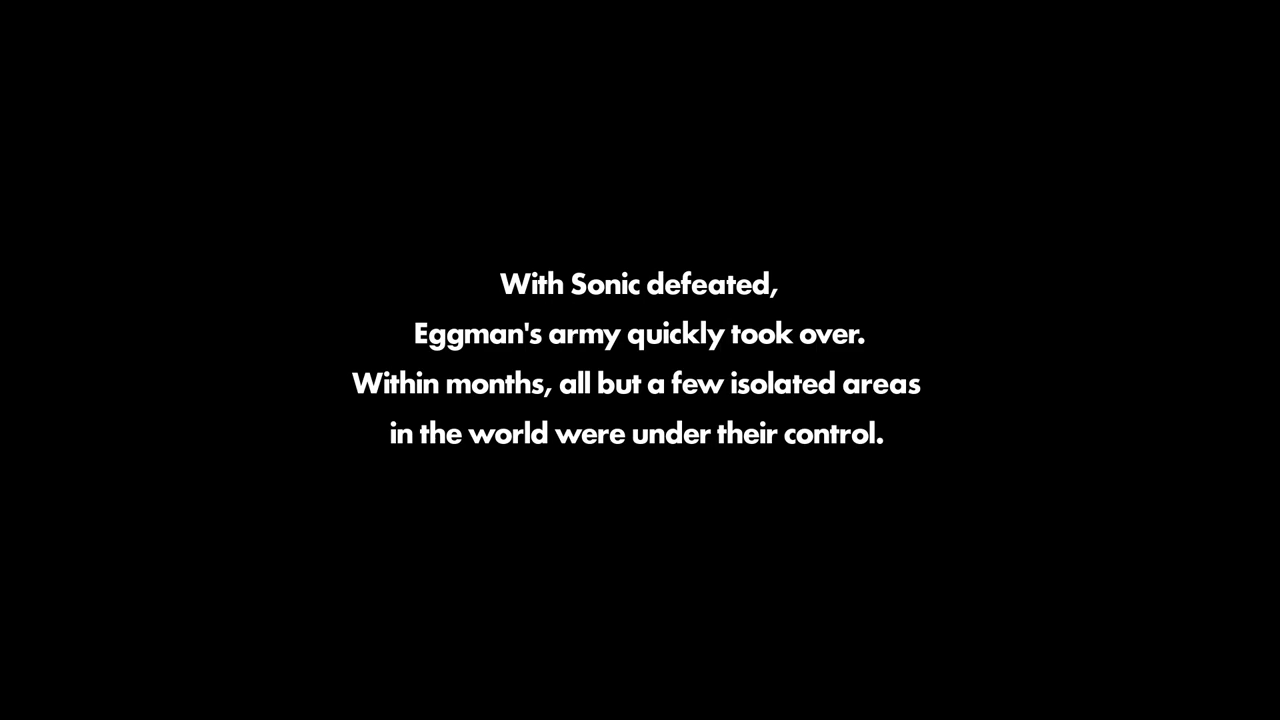 With Sonic defeated,
Eggman's army quickly took over.
Within months, all but a few isolated areas
in the world were under their control.